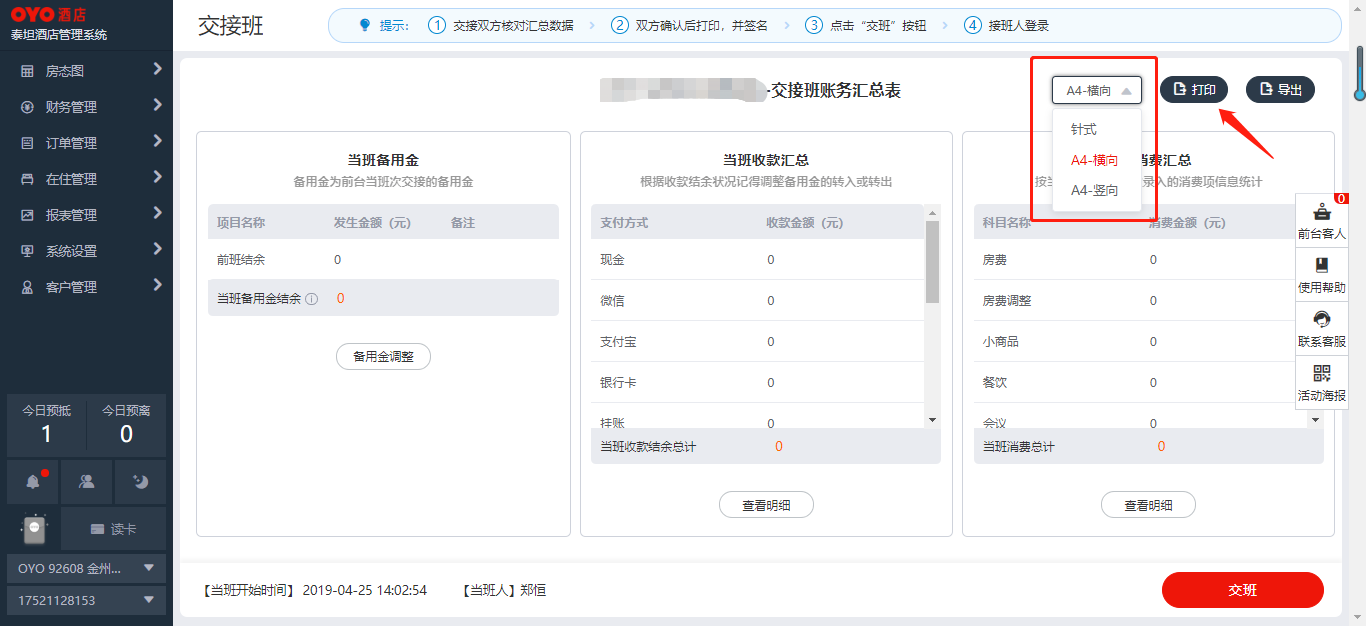 OYO 酒店
泰坦酒店管理系统
房态图
财务管理
订单管理
在住管理
报表管理
系统设置
客户管理
今日预抵
1
今日预离
0
读卡
OYO 92608 金州...
17521128153
交接班
提示:
1 交接双方核对汇总数据
2 双方确认后打印，并签名
3 点击“交班”按钮
4 接班人登录
-交接班账务汇总表
A4-横向
针式
A4-横向
A4-竖向
打印
导出
当班备用金
备用金为前台当班次交接的备用金
项目名称 发生金额（元） 备注
前班结余 0
当班备用金结余 0
备用金调整
当班收款汇总
根据收款结余状况记得调整备用金的转入或转出
支付方式 收款金额（元）
现金 0
微信 0
支付宝 0
银行卡 0
挂账 0
当班收款结余总计 0
查看明细
费汇总
按当
录入的消费项信息统计
科目名称 消费金额（元）
房费 0
房费调整 0
小商品 0
餐饮 0
会议 0
当班消费总计 0
查看明细
0
前台客人
使用帮助
联系客服
活动海报
【当班开始时间】 2019-04-25 14:02:54 【当班人】郑恒
交班